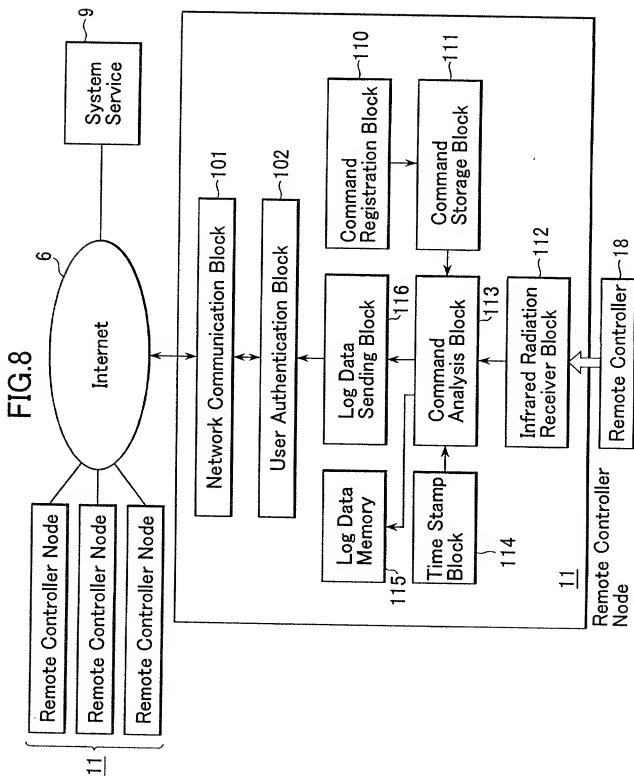 FIG.8
Remote Controller Node
Remote Controller Node
Remote Controller Node
11
6
Internet
System
Service
9
Network Communication Block
101
User Authentication Block
102
Log Data
Memory
115
Log Data
Sending Block
116
Command
Registration Block
110
Time Stamp
Block
114
Command
Analysis Block
113
Command
Storage Block
111
Infrared Radiation
Receiver Block
112
11
Remote Controller
Node
Remote Controller
18